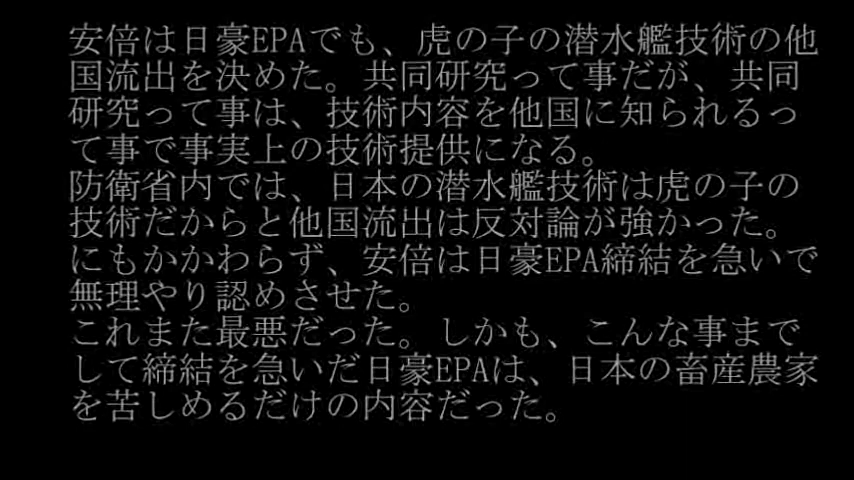 安倍は日豪EPAでも、虎の子の潜水艦技術の他
国流出を決めた。共同研究って事だが、共同
研究って事は、技術内容を他国に知られるっ
て事で事実上の技術提供になる。
防衛省内では、日本の潜水艦技術は虎の子の
技術だからと他国流出は反対論が強かった。
にもかかわらず、安倍は日豪EPA締結を急いで
無理やり認めさせた。
これまた最悪だった。しかも、こんな事まで
して締結を急いだ日豪EPAは、日本の畜産農家
を苦しめるだけの内容だった。